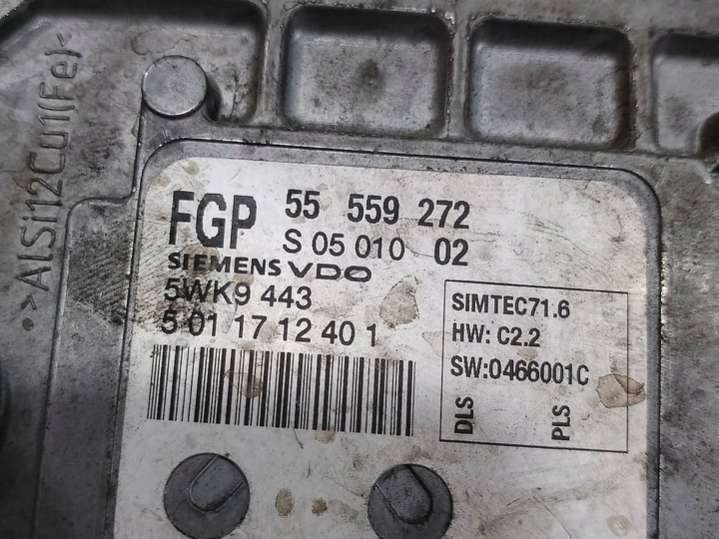 >AlSi12Cu1(Fe)<
FGP 55 559 272
S 05 010 02
SIEMENS VDO
5WK9 443
5 01 17 12 40 1
SIMTEC71.6
HW: C2.2
SW:0466001C
DLS
PLS